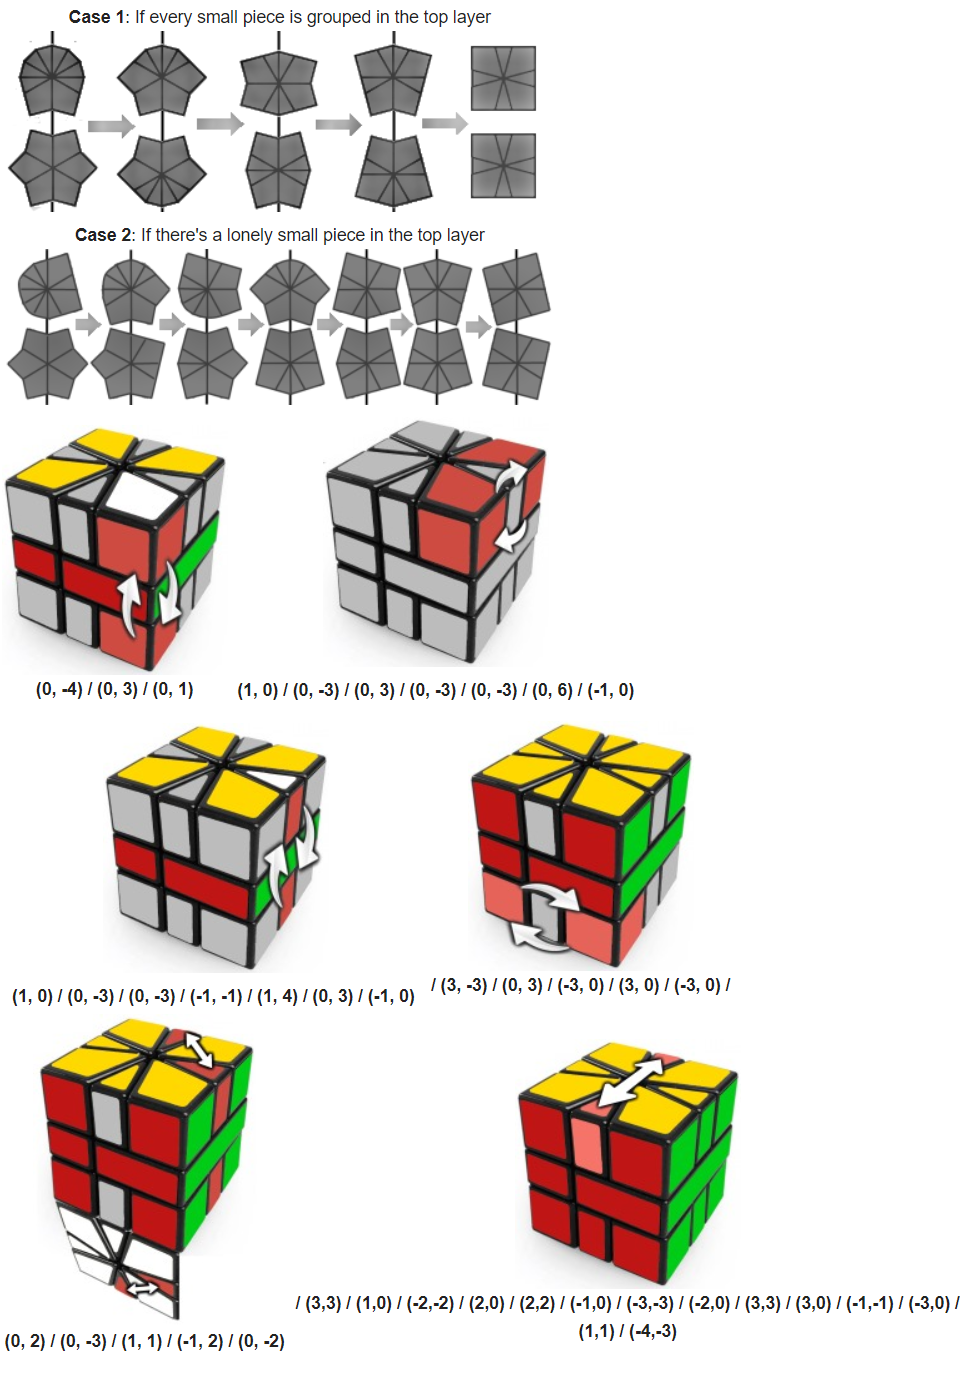 Case 1: If every small piece is grouped in the top layer
Case 2: If there's a lonely small piece in the top layer
(0, -4) / (0, 3) / (0, 1)
(1, 0) / (0, -3) / (0, 3) / (0, -3) / (0, -3) / (0, 6) / (-1, 0)
(1, 0) / (0, -3) / (0, -3) / (-1, -1) / (1, 4) / (0, 3) / (-1, 0)
/ (3, -3) / (0, 3) / (-3, 0) / (3, 0) / (-3, 0) /
(0, 2) / (0, -3) / (1, 1) / (-1, 2) / (0, -2)
/ (3,3) / (1,0) / (-2,-2) / (2,0) / (2,2) / (-1,0) / (-3,-3) / (-2,0) / (3,3) / (3,0) / (-1,-1) / (-3,0) /
(1,1) / (-4,-3)